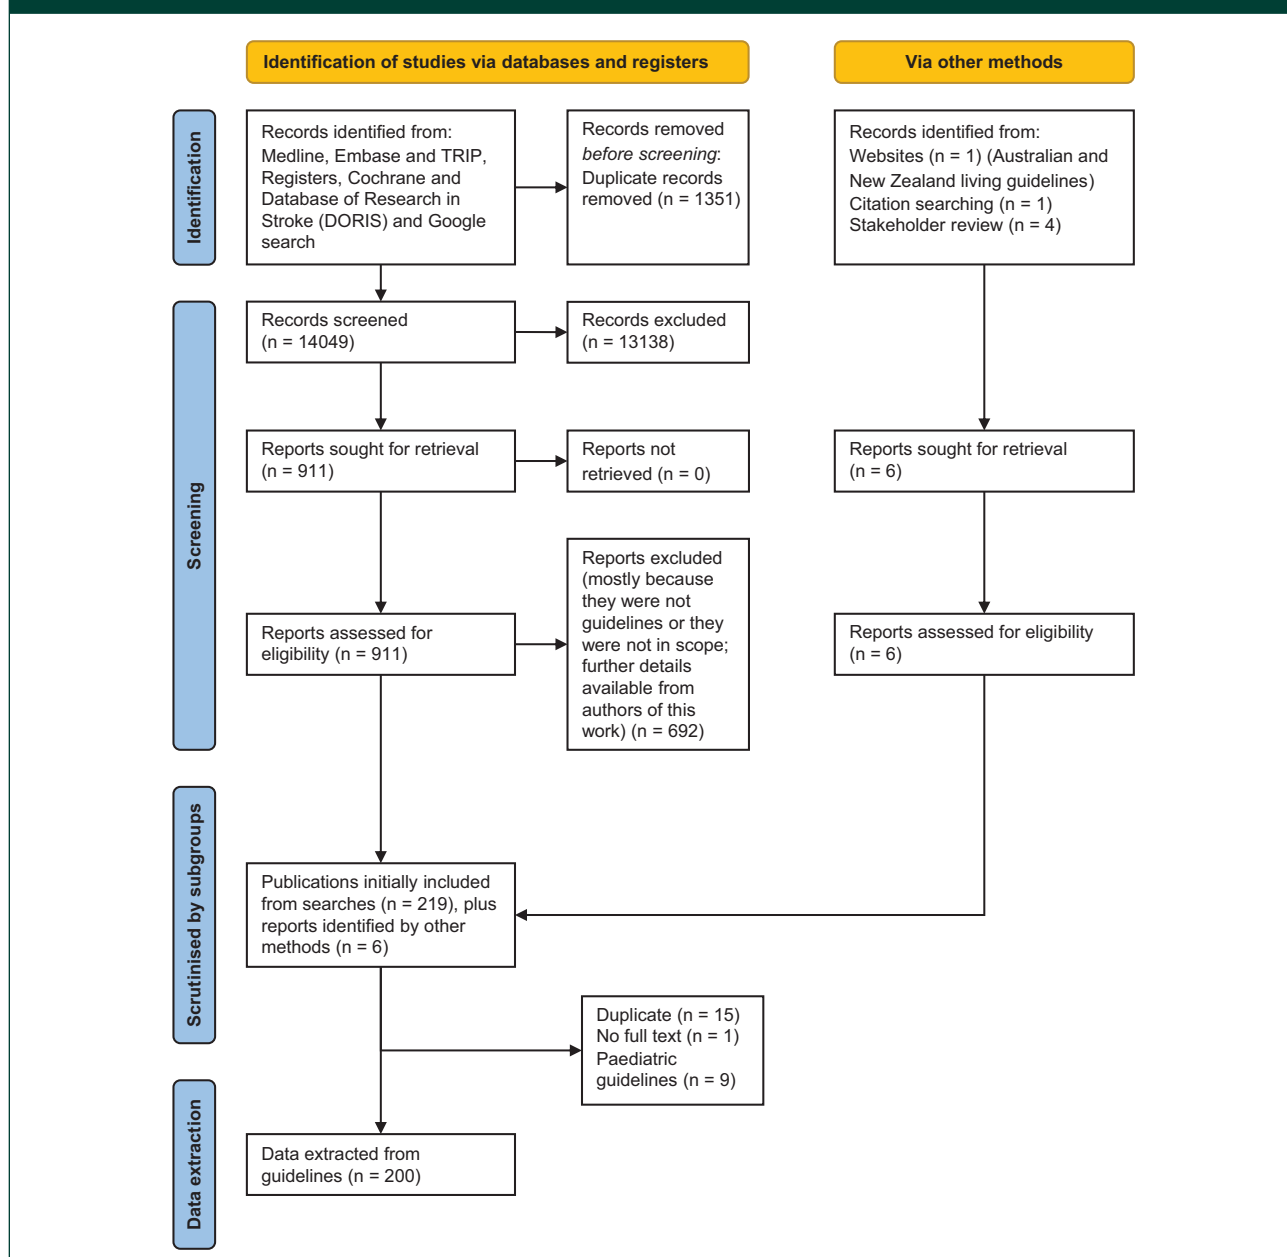 Identification of studies via databases and registers
Via other methods
Identification
Records identified from:
Medline, Embase and TRIP,
Registers, Cochrane and
Database of Research in
Stroke (DORIS) and Google
search
Records removed
before screening:
Duplicate records
removed (n = 1351)
Records identified from:
Websites (n = 1) (Australian and
New Zealand living guidelines)
Citation searching (n = 1)
Stakeholder review (n = 4)
Screening
Records screened
(n = 14049)
Records excluded
(n = 13138)
Reports sought for retrieval
(n = 911)
Reports not
retrieved (n = 0)
Reports sought for retrieval
(n = 6)
Reports assessed for
eligibility (n = 911)
Reports excluded
(mostly because
they were not
guidelines or they
were not in scope;
further details
available from
authors of this
work) (n = 692)
Reports assessed for eligibility
(n = 6)
Scrutinised by subgroups
Publications initially included
from searches (n = 219), plus
reports identified by other
methods (n = 6)
Duplicate (n = 15)
No full text (n = 1)
Paediatric
guidelines (n = 9)
Data extraction
Data extracted from
guidelines (n = 200)